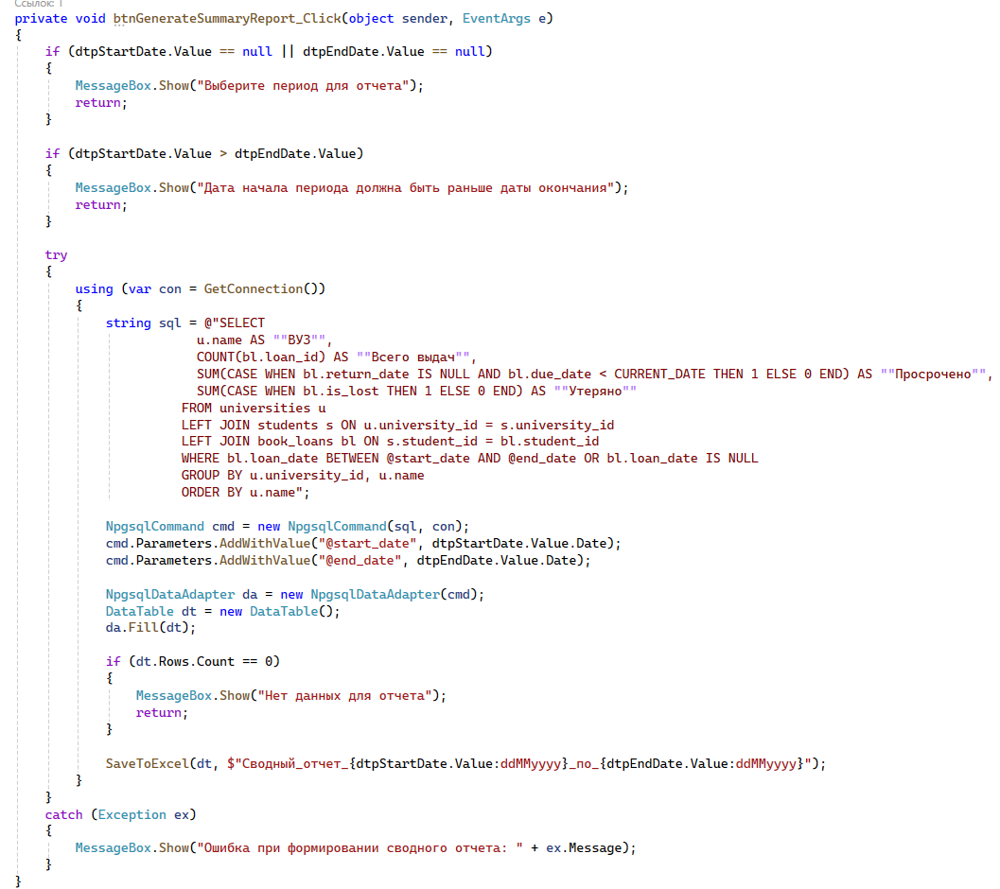 Ссылок: 1
private void btnGenerateSummaryReport_Click(object sender, EventArgs e)
{
    if (dtpStartDate.Value == null || dtpEndDate.Value == null)
    {
        MessageBox.Show("Выберите период для отчета");
        return;
    }

    if (dtpStartDate.Value > dtpEndDate.Value)
    {
        MessageBox.Show("Дата начала периода должна быть раньше даты окончания");
        return;
    }

    try
    {
        using (var con = GetConnection())
        {
            string sql = @"SELECT
                        u.name AS ""ВУЗ"",
                        COUNT(bl.loan_id) AS ""Всего выдач"",
                        SUM(CASE WHEN bl.return_date IS NULL AND bl.due_date < CURRENT_DATE THEN 1 ELSE 0 END) AS ""Просрочено"",
                        SUM(CASE WHEN bl.is_lost THEN 1 ELSE 0 END) AS ""Утеряно""
                      FROM universities u
                      LEFT JOIN students s ON u.university_id = s.university_id
                      LEFT JOIN book_loans bl ON s.student_id = bl.student_id
                      WHERE bl.loan_date BETWEEN @start_date AND @end_date OR bl.loan_date IS NULL
                      GROUP BY u.university_id, u.name
                      ORDER BY u.name";

            NpgsqlCommand cmd = new NpgsqlCommand(sql, con);
            cmd.Parameters.AddWithValue("@start_date", dtpStartDate.Value.Date);
            cmd.Parameters.AddWithValue("@end_date", dtpEndDate.Value.Date);

            NpgsqlDataAdapter da = new NpgsqlDataAdapter(cmd);
            DataTable dt = new DataTable();
            da.Fill(dt);

            if (dt.Rows.Count == 0)
            {
                MessageBox.Show("Нет данных для отчета");
                return;
            }

            SaveToExcel(dt, $"Сводный_отчет_{dtpStartDate.Value:ddMMyyyy}_по_{dtpEndDate.Value:ddMMyyyy}");
        }
    }
    catch (Exception ex)
    {
        MessageBox.Show("Ошибка при формировании сводного отчета: " + ex.Message);
    }
}